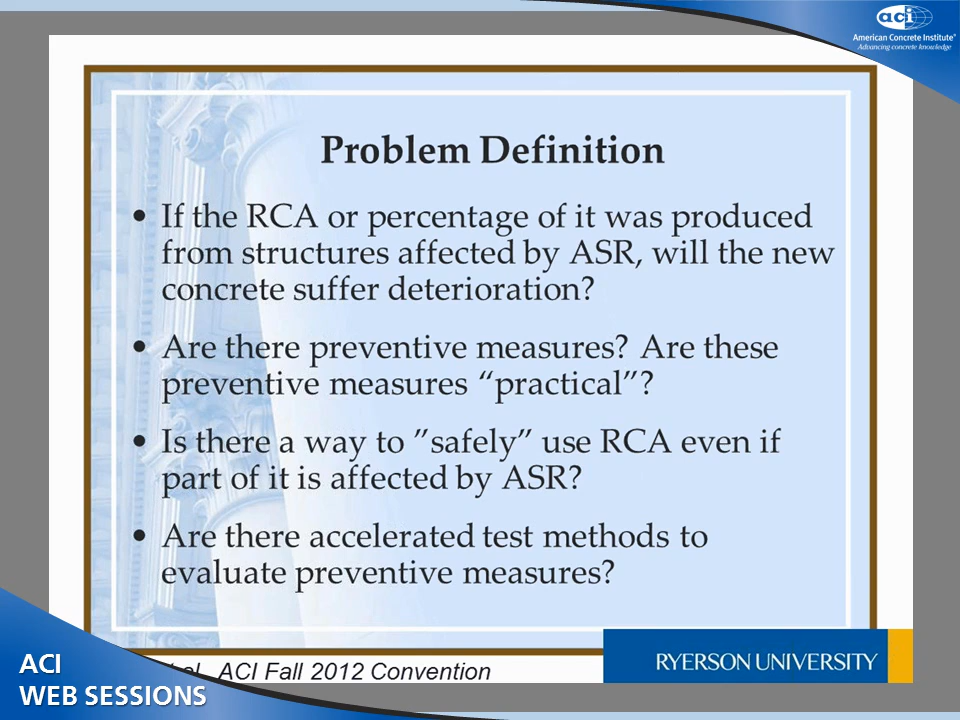 aci
American Concrete Institute®
Advancing concrete knowledge
Problem Definition
• If the RCA or percentage of it was produced
from structures affected by ASR, will the new
concrete suffer deterioration?
• Are there preventive measures? Are these
preventive measures “practical”?
• Is there a way to ”safely” use RCA even if
part of it is affected by ASR?
• Are there accelerated test methods to
evaluate preventive measures?
ACI Fall 2012 Convention
RYERSON UNIVERSITY
ACI
WEB SESSIONS